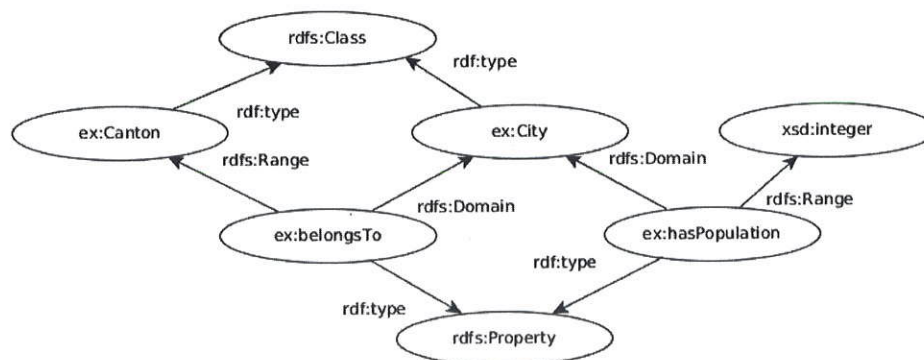 rdfs:Class
rdf:type
rdf:type
ex:Canton
ex:City
xsd:integer
rdfs:Range
rdfs:Domain
rdfs:Domain
rdfs:Range
ex:belongsTo
ex:hasPopulation
rdf:type
rdf:type
rdfs:Property